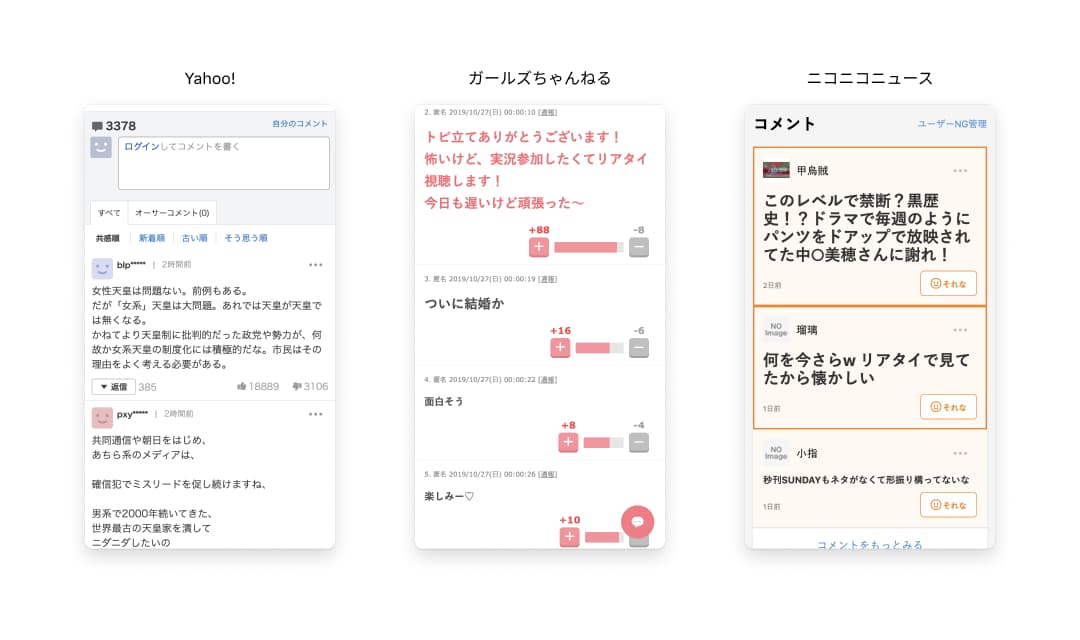 Yahoo!
3378
自分のコメント
ログインしてコメントを書く
すべて
オーサーコメント(0)
共感順
新着順
古い順
そう思う順
blp*****
2時間前
女性天皇は問題ない。前例もある。
だが「女系」天皇は大問題。あれでは天皇が天皇で
は無くなる。
かねてより天皇制に批判的だった政党や勢力が、何
故か女系天皇の制度化には積極的だな。市民はその
理由をよく考える必要がある。
▼ 返信 385
18889
3106
pxy*****
2時間前
共同通信や朝日をはじめ、
あちら系のメディアは、
確信犯でミスリードを促し続けますね、
男系で2000年続いてきた、
世界最古の天皇家を潰して
ニダニダしたいの
ガールズちゃんねる
2. 匿名 2019/10/27(日) 00:00:10 [通報]
トピ立てありがとうございます!
怖いけど、実況参加したくてリアタイ
視聴します!
今日も遅いけど頑張った〜
+88
-8
3. 匿名 2019/10/27(日) 00:00:19 [通報]
ついに結婚か
+16
-6
4. 匿名 2019/10/27(日) 00:00:22 [通報]
面白そう
+8
-4
5. 匿名 2019/10/27(日) 00:00:26 [通報]
楽しみー♡
+10
ニコニコニュース
コメント
ユーザーNG管理
甲烏賊
このレベルで禁断?黒歴
史!?ドラマで毎週のように
パンツをドアップで放映され
てた中〇美穂さんに謝れ!
2日前
それな
NO
Image
瑠璃
何を今さらw リアタイで見て
たから懐かしい
1日前
それな
NO
Image
小指
秒刊SUNDAYもネタがなくて形振り構ってないな
1日前
それな
コメントをもっとみる